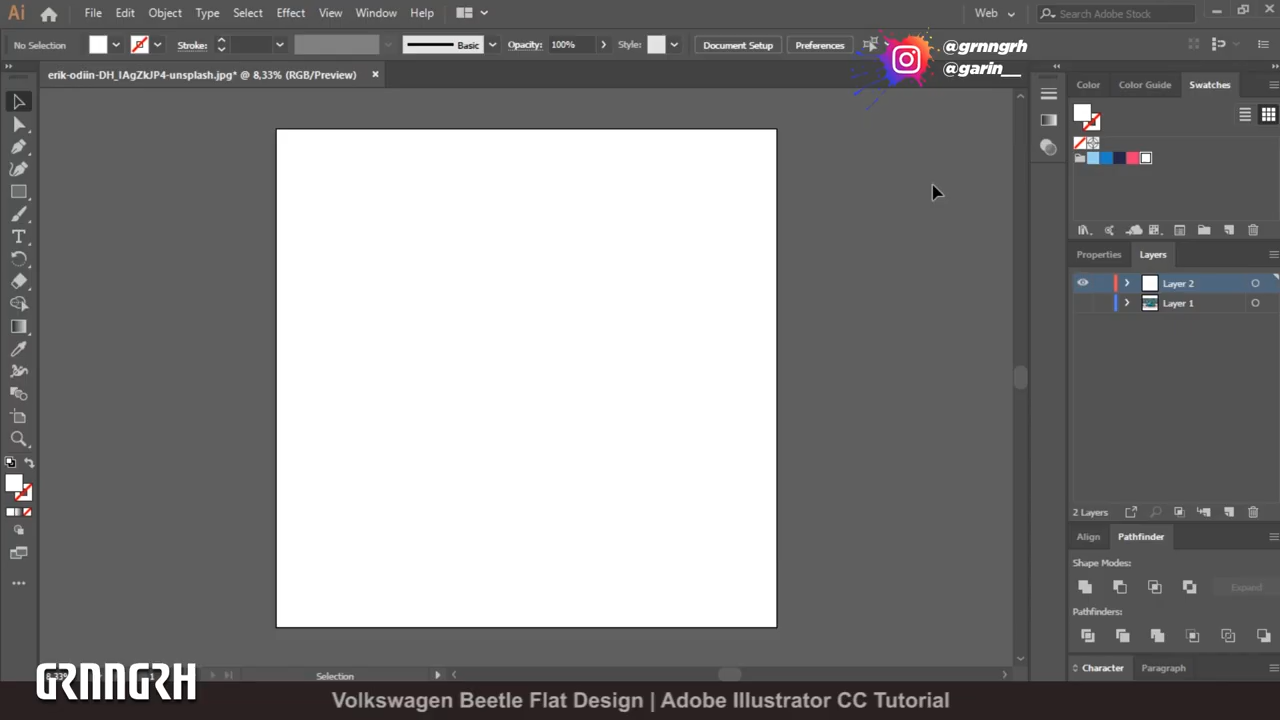 Ai File Edit Object Type Select Effect View Window Help Web Search Adobe Stock
No Selection Stroke: Basic Opacity: 100% Style: Document Setup Preferences
@grnngrh
@garin__
erik-odiin-DH_IAgZkJP4-unsplash.jpg* @ 8,33% (RGB/Preview)
Color Color Guide Swatches
Properties Layers
Layer 2
Layer 1
2 Layers
Align Pathfinder
Shape Modes:
Expand
Pathfinders:
Character Paragraph
Selection
GRNNGRH
Volkswagen Beetle Flat Design | Adobe Illustrator CC Tutorial